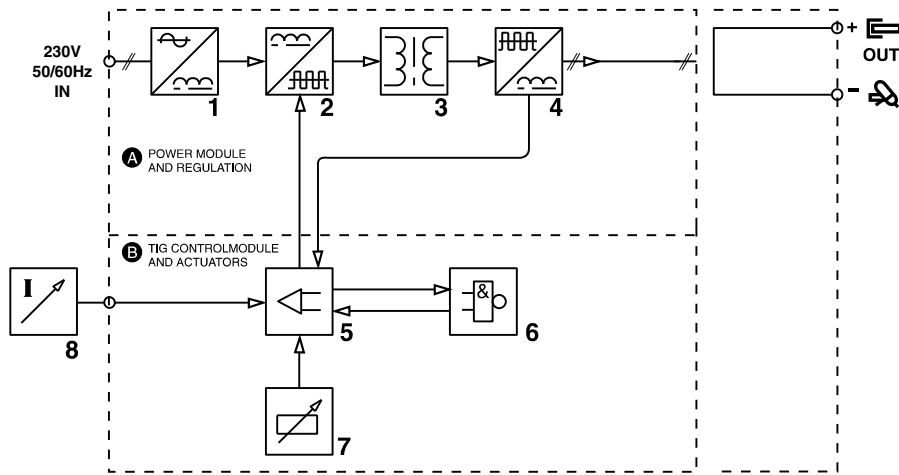 230V
50/60Hz
IN
1
2
3
4
+
OUT
-
A POWER MODULE
AND REGULATION
B TIG CONTROLMODULE
AND ACTUATORS
I
8
5
&
6
7